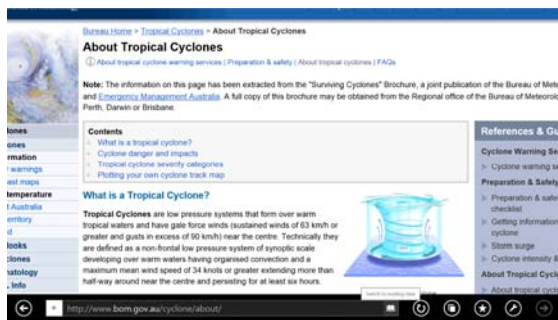 Bureau Home > Tropical Cyclones > About Tropical Cyclones
About Tropical Cyclones
About tropical cyclone warning services | Preparation & safety | About tropical cyclones | FAQs
Note: The information on this page has been extracted from the "Surviving Cyclones" Brochure, a joint publication of the Bureau of Mete
and Emergency Management Australia. A full copy of this brochure may be obtained from the Regional office of the Bureau of Meteorolo
Perth, Darwin or Brisbane.
Contents
What is a tropical cyclone?
Cyclone danger and impacts
Tropical cyclone severity categories
Plotting your own cyclone track map
What is a Tropical Cyclone?
Tropical Cyclones are low pressure systems that form over warm
tropical waters and have gale force winds (sustained winds of 63 km/h or
greater and gusts in excess of 90 km/h) near the centre. Technically they
are defined as a non-frontal low pressure system of synoptic scale
developing over warm waters having organised convection and a
maximum mean wind speed of 34 knots or greater extending more than
half-way around near the centre and persisting for at least six hours.
References & Gu
Cyclone Warning Se
Cyclone warning se
Preparation & Safety
Preparation & safe
checklist
Getting information
cyclone
Storm surge
Cyclone intensity &
About Tropical Cyclo
About tropical cyclo
lones
ones
rmation
warnings
ast maps
temperature
Australia
erritory
d
looks
clones
natology
, Info
http://www.bom.gov.au/cyclone/about/